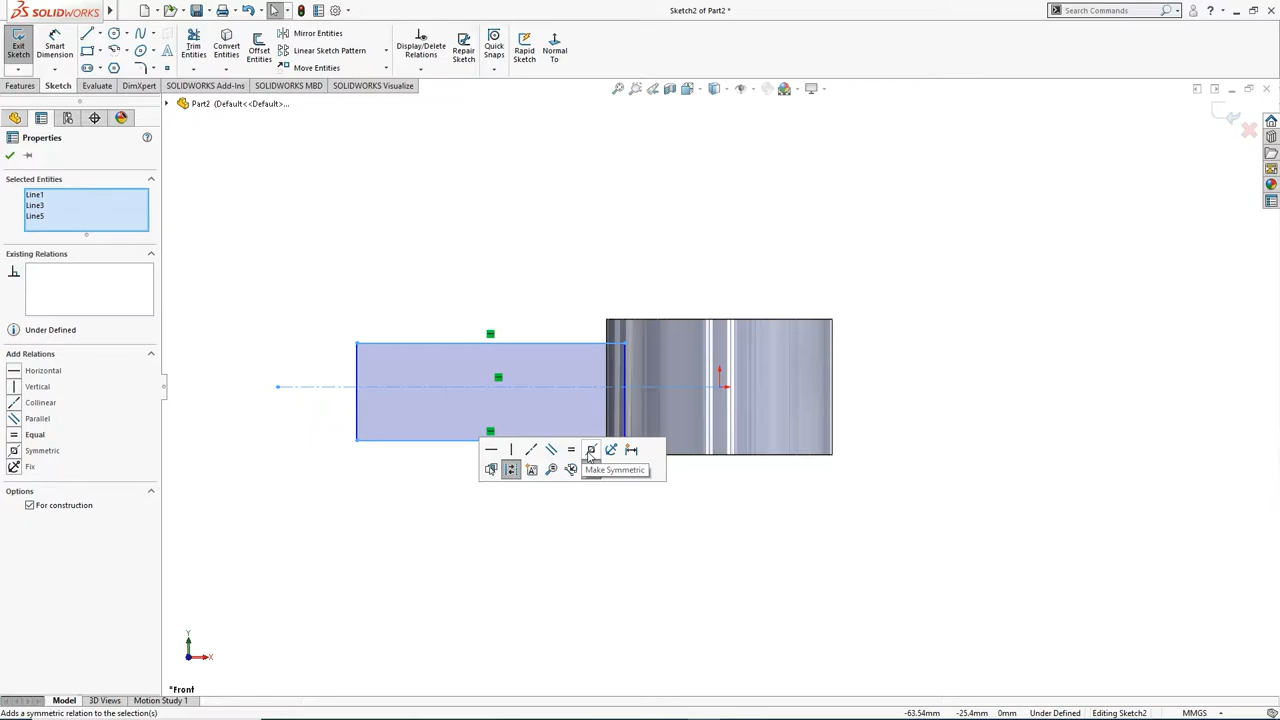 SOLIDWORKS
Sketch2 of Part2 *
Search Commands
Exit Sketch
Smart Dimension
Trim Entities
Convert Entities
Offset Entities
Mirror Entities
Linear Sketch Pattern
Move Entities
Display/Delete Relations
Repair Sketch
Quick Snaps
Rapid Sketch
Normal To
Features
Sketch
Evaluate
DimXpert
SOLIDWORKS Add-Ins
SOLIDWORKS MBD
SOLIDWORKS Visualize
Part2 (Default<<Default>...
Properties
Selected Entities
Line1
Line3
Line5
Existing Relations
Under Defined
Add Relations
Horizontal
Vertical
Collinear
Parallel
Equal
Symmetric
Fix
Options
For construction
Make Symmetric
Y
X
*Front
Model
3D Views
Motion Study 1
Adds a symmetric relation to the selection(s)
-63.54mm
-25.4mm
0mm
Under Defined
Editing Sketch2
MMGS